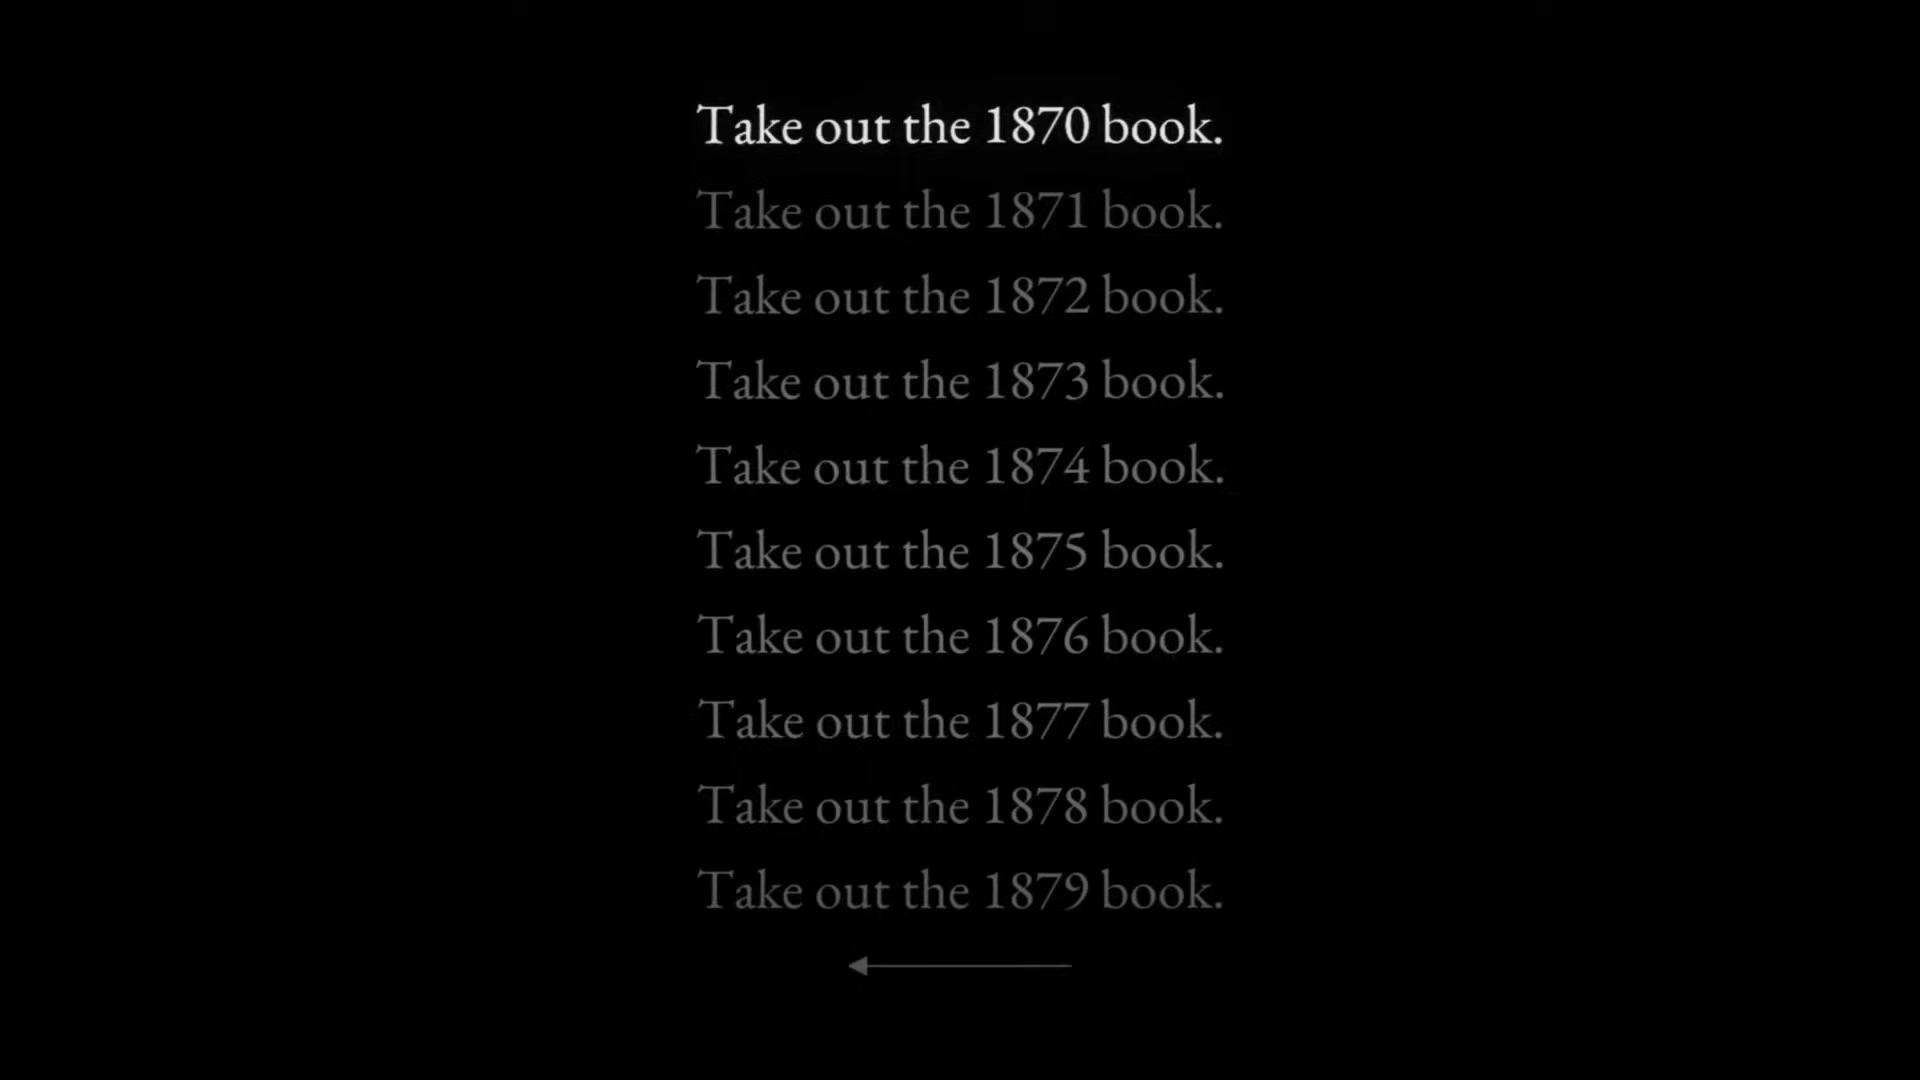 Take out the 1870 book.
Take out the 1871 book.
Take out the 1872 book.
Take out the 1873 book.
Take out the 1874 book.
Take out the 1875 book.
Take out the 1876 book.
Take out the 1877 book.
Take out the 1878 book.
Take out the 1879 book.